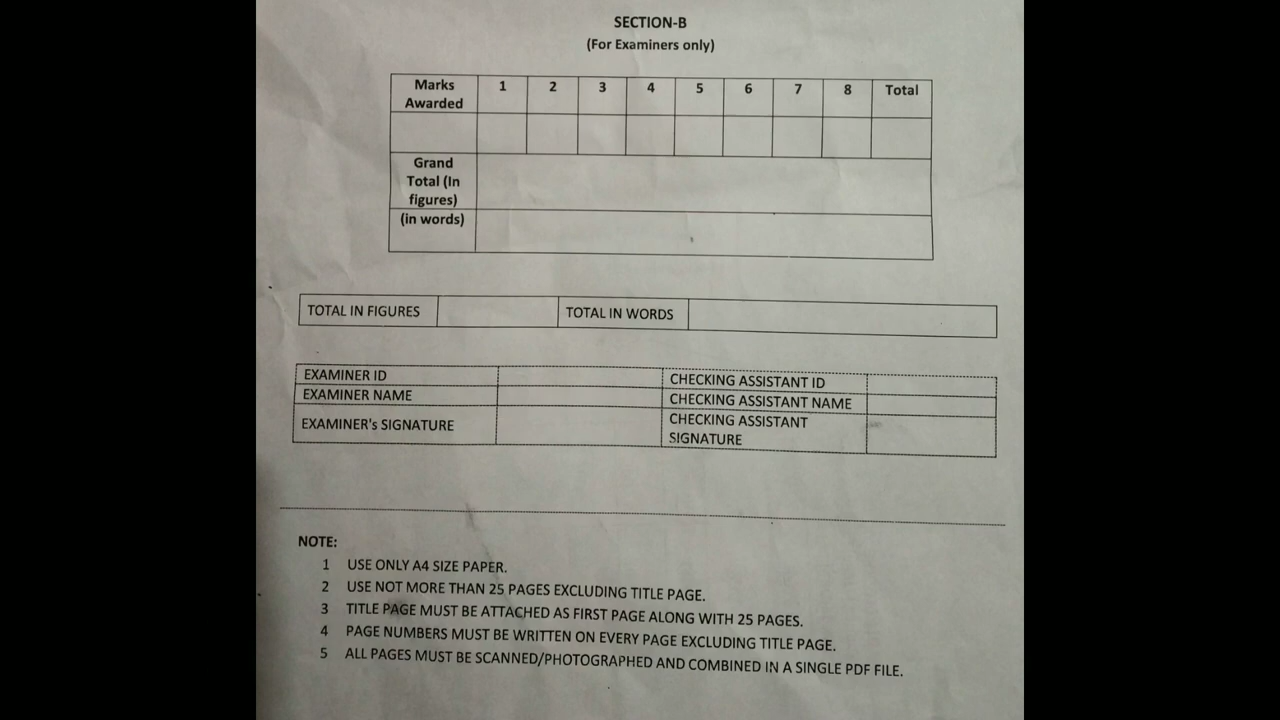 SECTION-B
(For Examiners only)
Marks Awarded 1 2 3 4 5 6 7 8 Total
Grand
Total (In
figures)
(in words)
TOTAL IN FIGURES TOTAL IN WORDS
EXAMINER ID CHECKING ASSISTANT ID
EXAMINER NAME CHECKING ASSISTANT NAME
EXAMINER's SIGNATURE CHECKING ASSISTANT SIGNATURE
NOTE:
1 USE ONLY A4 SIZE PAPER.
2 USE NOT MORE THAN 25 PAGES EXCLUDING TITLE PAGE.
3 TITLE PAGE MUST BE ATTACHED AS FIRST PAGE ALONG WITH 25 PAGES.
4 PAGE NUMBERS MUST BE WRITTEN ON EVERY PAGE EXCLUDING TITLE PAGE.
5 ALL PAGES MUST BE SCANNED/PHOTOGRAPHED AND COMBINED IN A SINGLE PDF FILE.